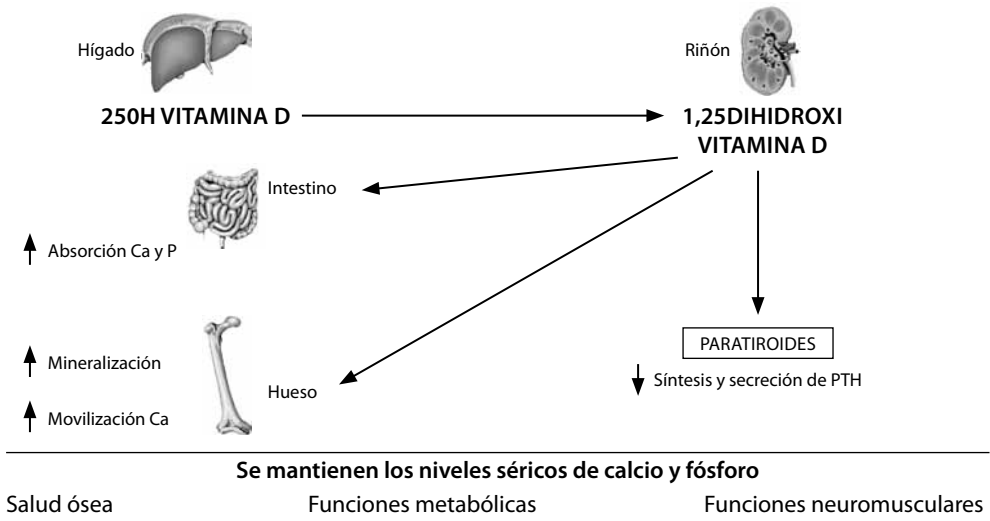 Hígado
Riñón
250H VITAMINA D
1,25DIHIDROXI
VITAMINA D
Intestino
Absorción Ca y P
Mineralización
Hueso
Movilización Ca
PARATIROIDES
Síntesis y secreción de PTH
Se mantienen los niveles séricos de calcio y fósforo
Salud ósea Funciones metabólicas Funciones neuromusculares